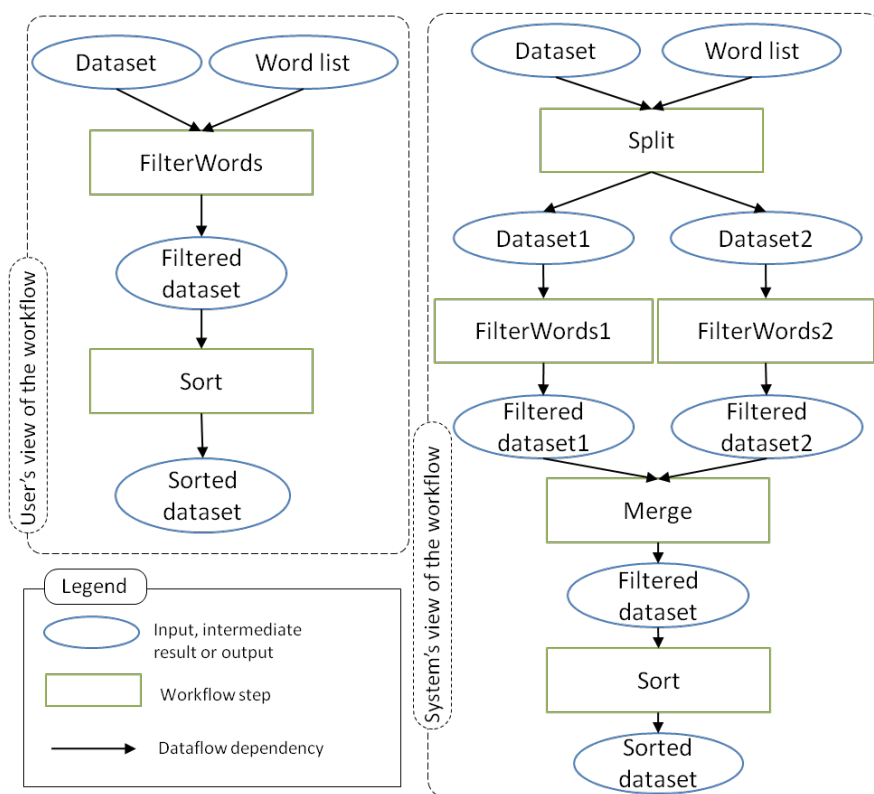 User's view of the workflow
Dataset
Word list
FilterWords
Filtered
dataset
Sort
Sorted
dataset
Legend
Input, intermediate
result or output
Workflow step
Dataflow dependency
System's view of the workflow
Dataset
Word list
Split
Dataset1
Dataset2
FilterWords1
FilterWords2
Filtered
dataset1
Filtered
dataset2
Merge
Filtered
dataset
Sort
Sorted
dataset